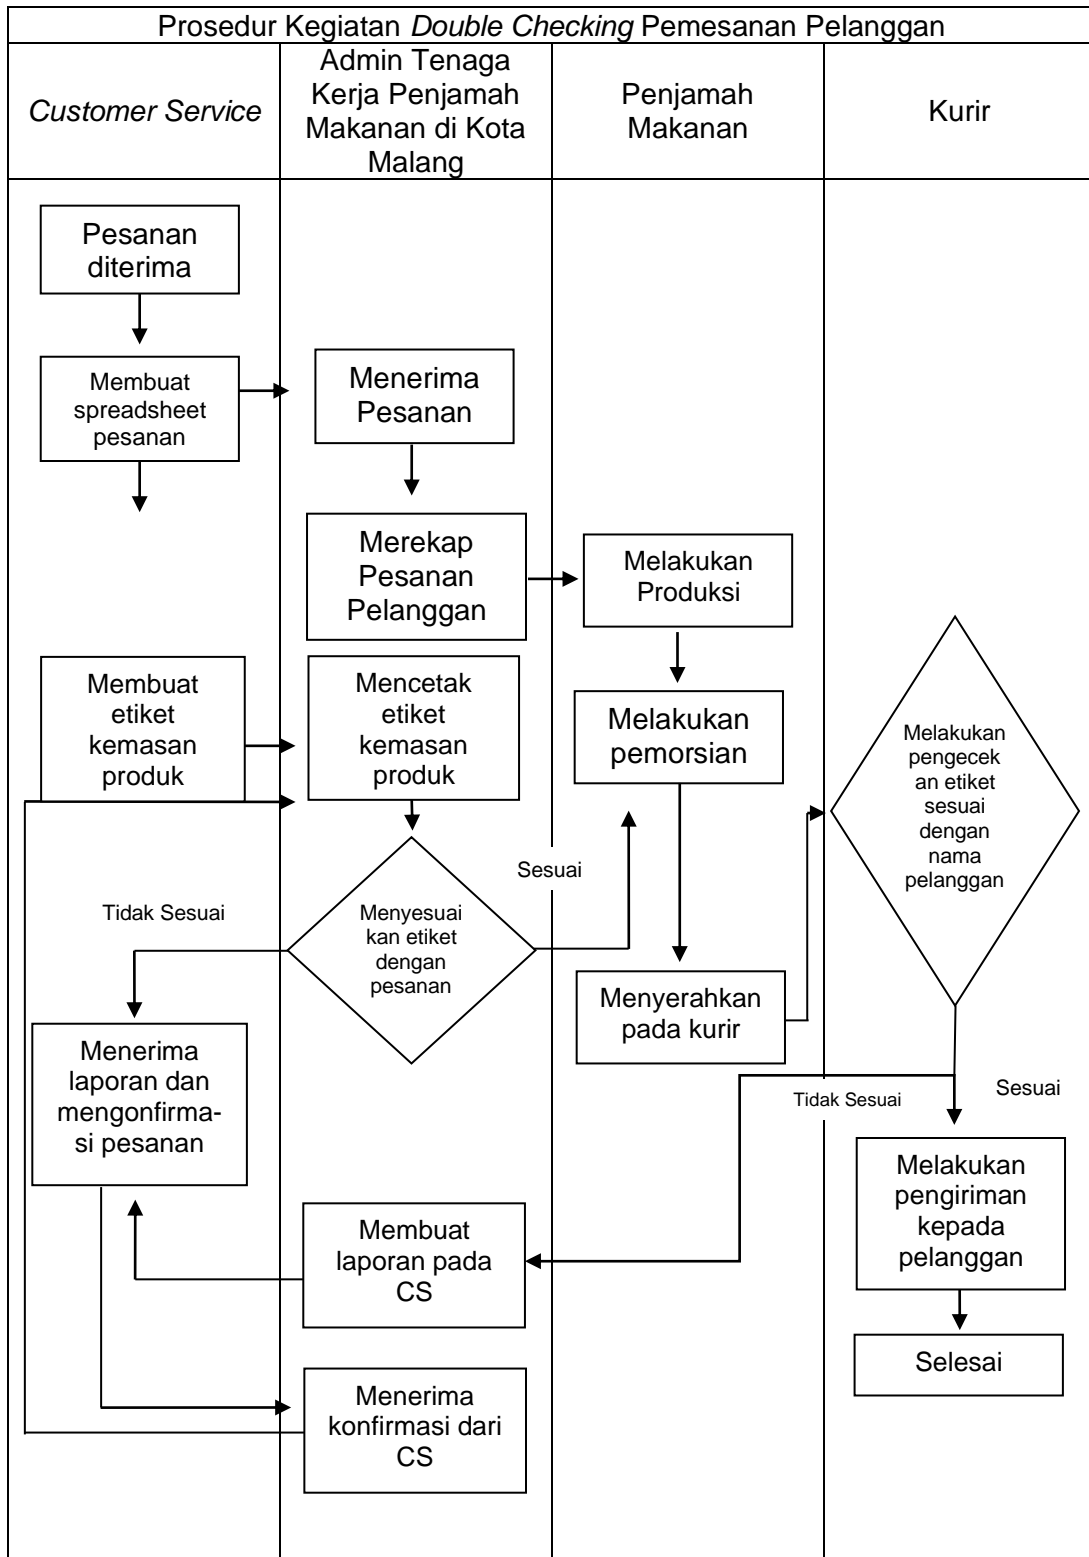 Prosedur Kegiatan Double Checking Pemesanan Pelanggan
Customer Service
Admin Tenaga
Kerja Penjamah
Makanan di Kota
Malang
Penjamah
Makanan
Kurir
Pesanan
diterima
Membuat
spreadsheet
pesanan
Menerima
Pesanan
Merekap
Pesanan
Pelanggan
Melakukan
Produksi
Membuat
etiket
kemasan
produk
Mencetak
etiket
kemasan
produk
Melakukan
pemorsian
Melakukan
pengecek
an etiket
sesuai
dengan
nama
pelanggan
Sesuai
Tidak Sesuai
Menyesuai
kan etiket
dengan
pesanan
Menyerahkan
pada kurir
Menerima
laporan dan
mengonfirma-
si pesanan
Tidak Sesuai
Sesuai
Melakukan
pengiriman
kepada
pelanggan
Membuat
laporan pada
CS
Selesai
Menerima
konfirmasi dari
CS